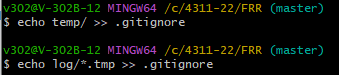 v302@V-302B-12 MINGW64 /c/4311-22/FRR (master)
$ echo temp/ >> .gitignore
v302@V-302B-12 MINGW64 /c/4311-22/FRR (master)
$ echo log/*.tmp >> .gitignore